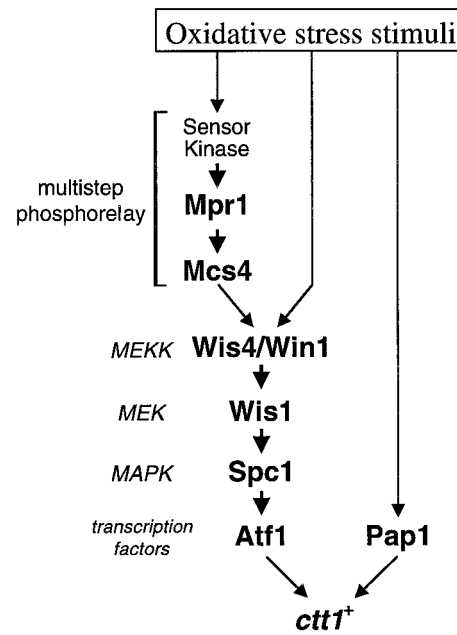 Oxidative stress stimuli
Sensor
Kinase
multistep
phosphorelay
Mpr1
Mcs4
MEKK Wis4/Win1
MEK Wis1
MAPK Spc1
transcription
factors
Atf1 Pap1
ctt1+